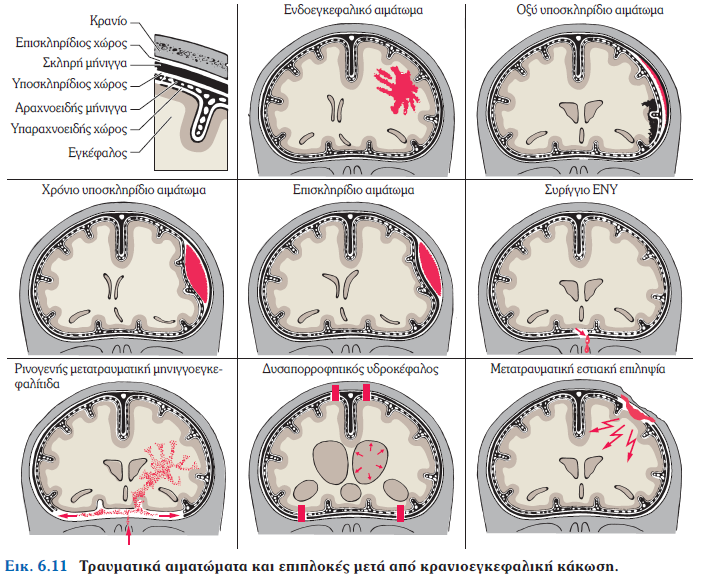 Κρανίο
Επισκληρίδιος χώρος
Σκληρή μήνιγγα
Υποσκληρίδιος χώρος
Αραχνοειδής μήνιγγα
Υπαραχνοειδής χώρος
Εγκέφαλος
Ενδοεγκεφαλικό αιμάτωμα
Οξύ υποσκληρίδιο αιμάτωμα
Χρόνιο υποσκληρίδιο αιμάτωμα
Επισκληρίδιο αιμάτωμα
Συρίγγιο ΕΝΥ
Ρινογενής μετατραυματική μηνιγγοεγκε-
φαλίτιδα
Δυσαπορροφητικός υδροκέφαλος
Μετατραυματική εστιακή επιληψία
Εικ. 6.11 Τραυματικά αιματώματα και επιπλοκές μετά από κρανιοεγκεφαλική κάκωση.